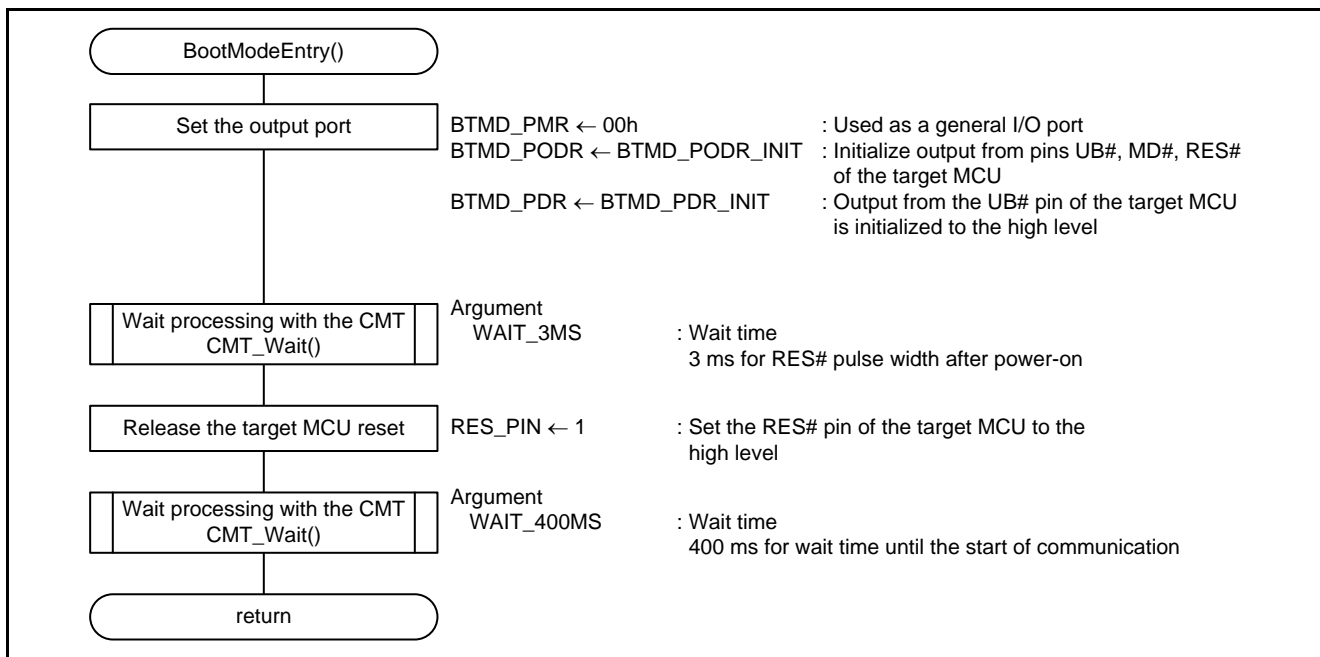 BootModeEntry()
Set the output port
BTMD_PMR ← 00h : Used as a general I/O port
BTMD_PODR ← BTMD_PODR_INIT : Initialize output from pins UB#, MD#, RES#
of the target MCU
BTMD_PDR ← BTMD_PDR_INIT : Output from the UB# pin of the target MCU
is initialized to the high level
Wait processing with the CMT
CMT_Wait()
Argument
WAIT_3MS : Wait time
3 ms for RES# pulse width after power-on
Release the target MCU reset
RES_PIN ← 1 : Set the RES# pin of the target MCU to the
high level
Wait processing with the CMT
CMT_Wait()
Argument
WAIT_400MS : Wait time
400 ms for wait time until the start of communication
return